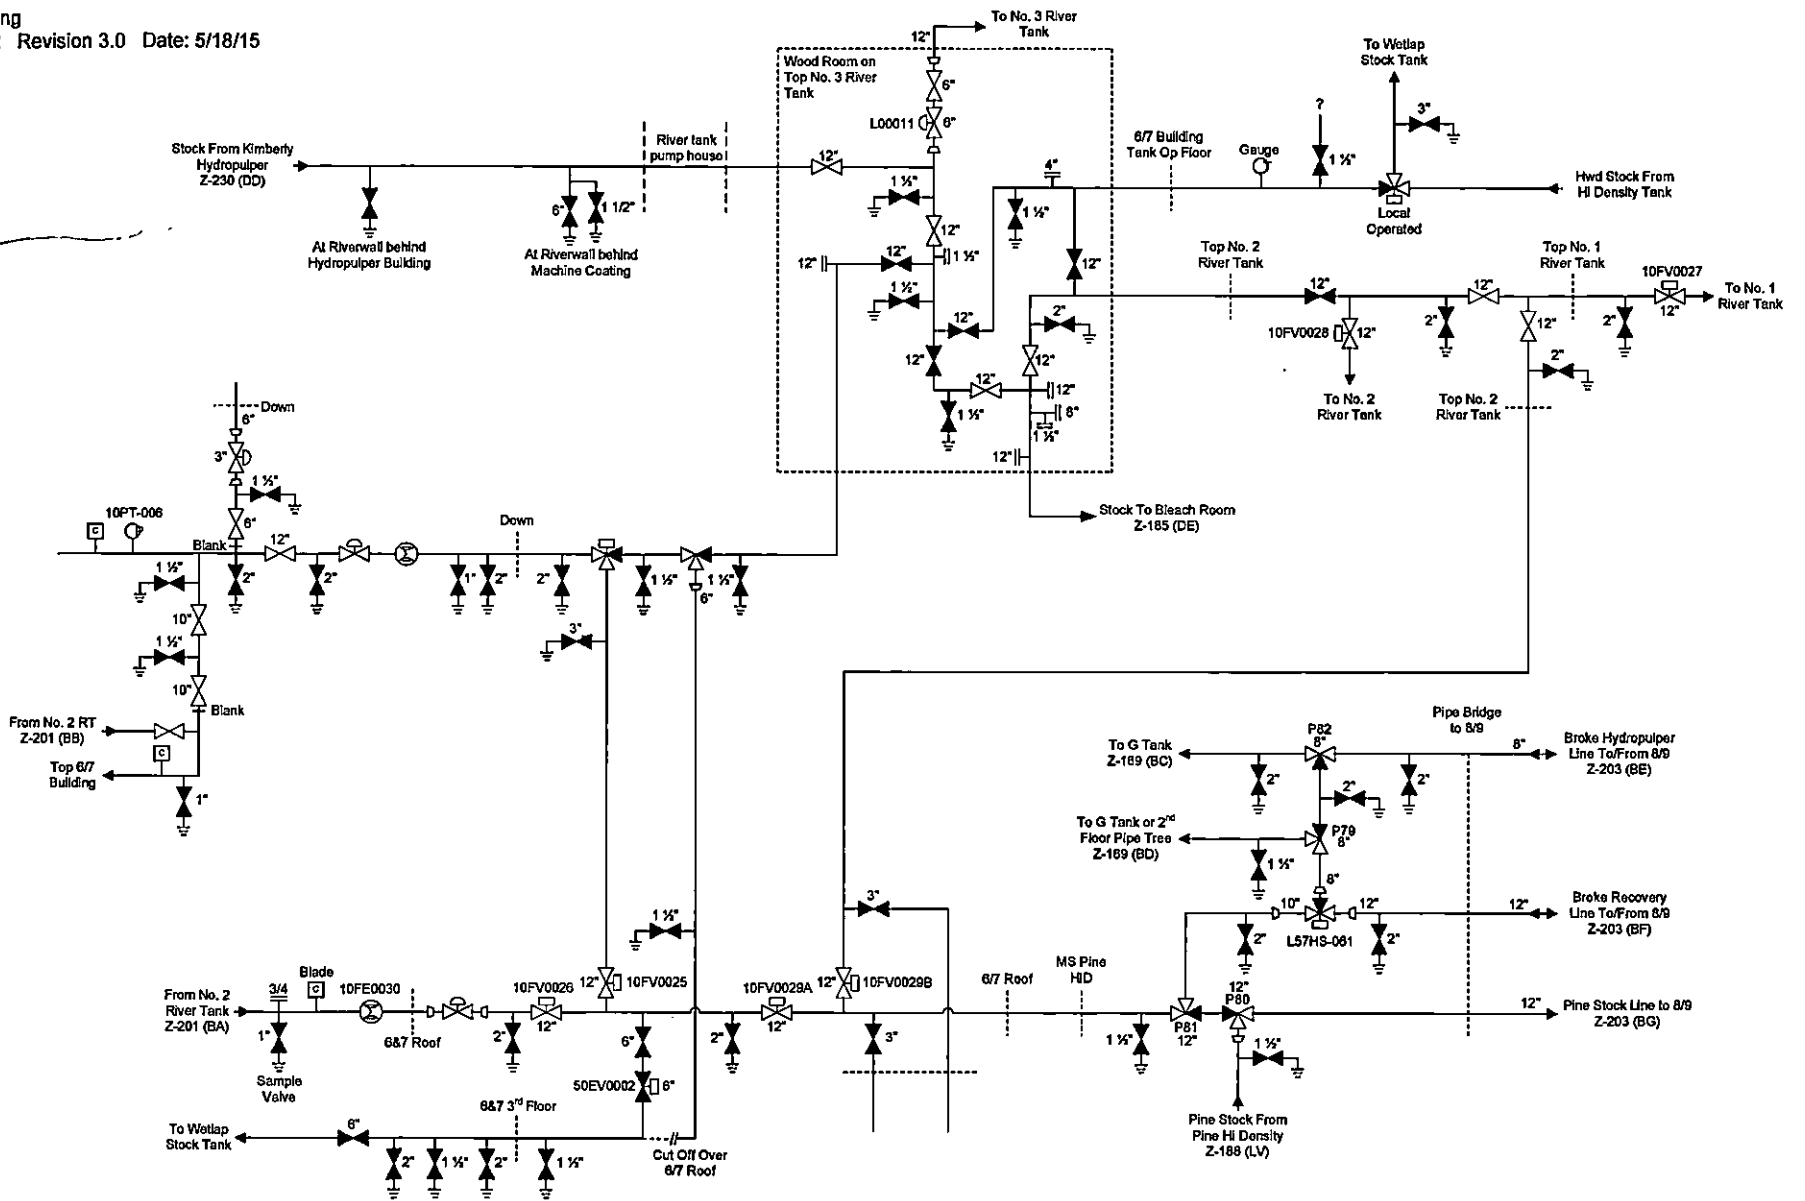 ng
Revision 3.0 Date: 5/18/15
To No. 3 River
Tank
12"
Wood Room on
Top No. 3 River
Tank
6"
L00011
6"
To Wetlap
Stock Tank
3"
?
Stock From Kimberly
Hydropulper
Z-230 (DD)
River tank
pump house
12"
6/7 Building
Tank Op Floor
Gauge
1 ½"
4"
Hwd Stock From
Hi Density Tank
Local
Operated
6"
1 1/2"
1 ½"
1 ½"
12"
At Riverwall behind
Hydropulper Building
At Riverwall behind
Machine Coating
12"
12"
1 ½"
12"
Top No. 2
River Tank
Top No. 1
River Tank
10FV0027
To No. 1
River Tank
12"
12"
12"
1 ½"
12"
2"
10FV0028
12"
2"
12"
2"
12"
12"
12"
2"
12"
12"
1 ½"
8"
1 ½"
To No. 2
River Tank
Top No. 2
River Tank
12"
Down
6"
3"
1 ½"
6"
10PT-006
C
Stock To Bleach Room
Z-185 (DE)
Down
Blank
12"
1 ½"
2"
2"
1"
2"
2"
1 ½"
1 ½"
6"
10"
1 ½"
3"
10"
Blank
From No. 2 RT
Z-201 (BB)
C
Top 6/7
Building
1"
Pipe Bridge
to 8/9
P82
8"
To G Tank
Z-189 (BC)
8"
Broke Hydropulper
Line To/From 8/9
Z-203 (BE)
2"
2"
2"
To G Tank or 2nd
Floor Pipe Tree
Z-189 (BD)
P79
8"
1 ½"
8"
3"
10"
12"
12"
Broke Recovery
Line To/From 8/9
Z-203 (BF)
1 ½"
2"
L57HS-061
2"
From No. 2
River Tank
Z-201 (BA)
3/4
Blade
C
10FE0030
10FV0026
12"
10FV0025
10FV0029A
12"
10FV0029B
6/7 Roof
MS Pine
HID
12"
P80
12"
Pine Stock Line to 8/9
Z-203 (BG)
1"
6&7 Roof
2"
12"
6"
2"
12"
3"
1 ½"
P81
12"
1 ½"
Sample
Valve
50EV0002
6"
6&7 3rd Floor
To Wetlap
Stock Tank
6"
2"
1 ½"
2"
1 ½"
Cut Off Over
6/7 Roof
Pine Stock From
Pine Hi Density
Z-188 (LV)